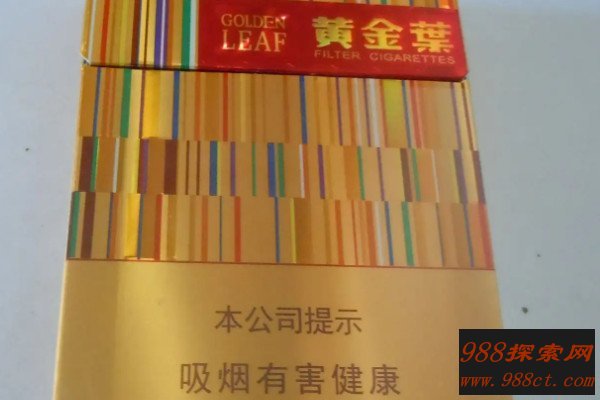 GOLDEN
LEAF
黄金葉
FILTER CIGARETTES
本公司提示
吸烟有害健康
988探索网
www.988ct.com